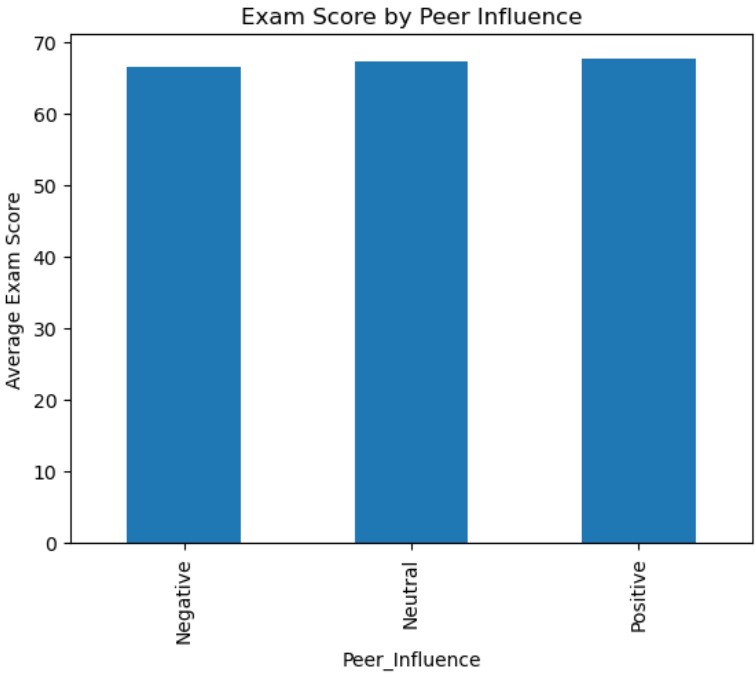 Exam Score by Peer Influence
70
60
50
40
30
20
10
0
Average Exam Score
Negative
Neutral
Positive
Peer_Influence